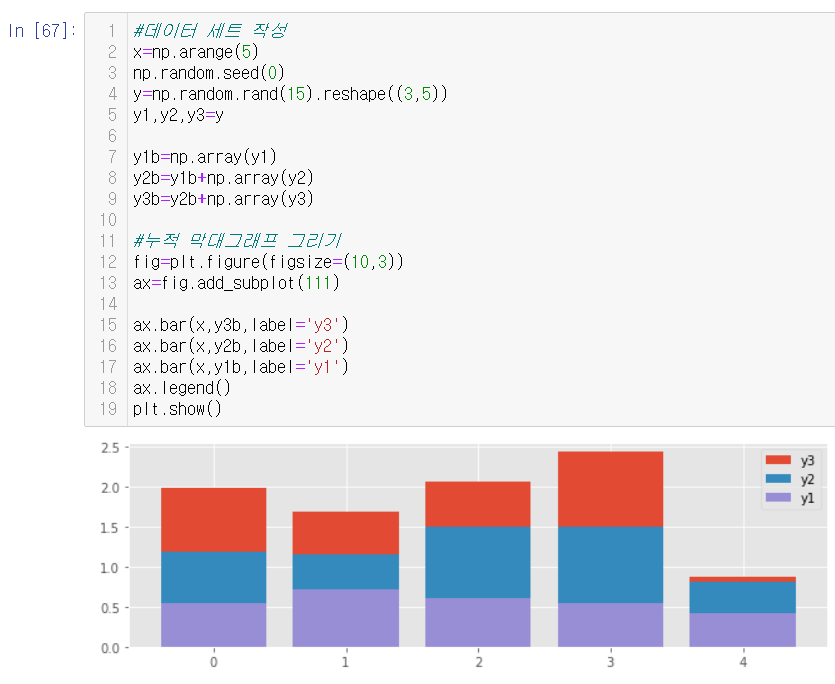 In [67]:
1 #데이터 세트 작성
2 x=np.arange(5)
3 np.random.seed(0)
4 y=np.random.rand(15).reshape((3,5))
5 y1,y2,y3=y
6
7 y1b=np.array(y1)
8 y2b=y1b+np.array(y2)
9 y3b=y2b+np.array(y3)
10
11 #누적 막대그래프 그리기
12 fig=plt.figure(figsize=(10,3))
13 ax=fig.add_subplot(111)
14
15 ax.bar(x,y3b,label='y3')
16 ax.bar(x,y2b,label='y2')
17 ax.bar(x,y1b,label='y1')
18 ax.legend()
19 plt.show()
2.5
2.0
1.5
1.0
0.5
0.0
y3
y2
y1
0 1 2 3 4